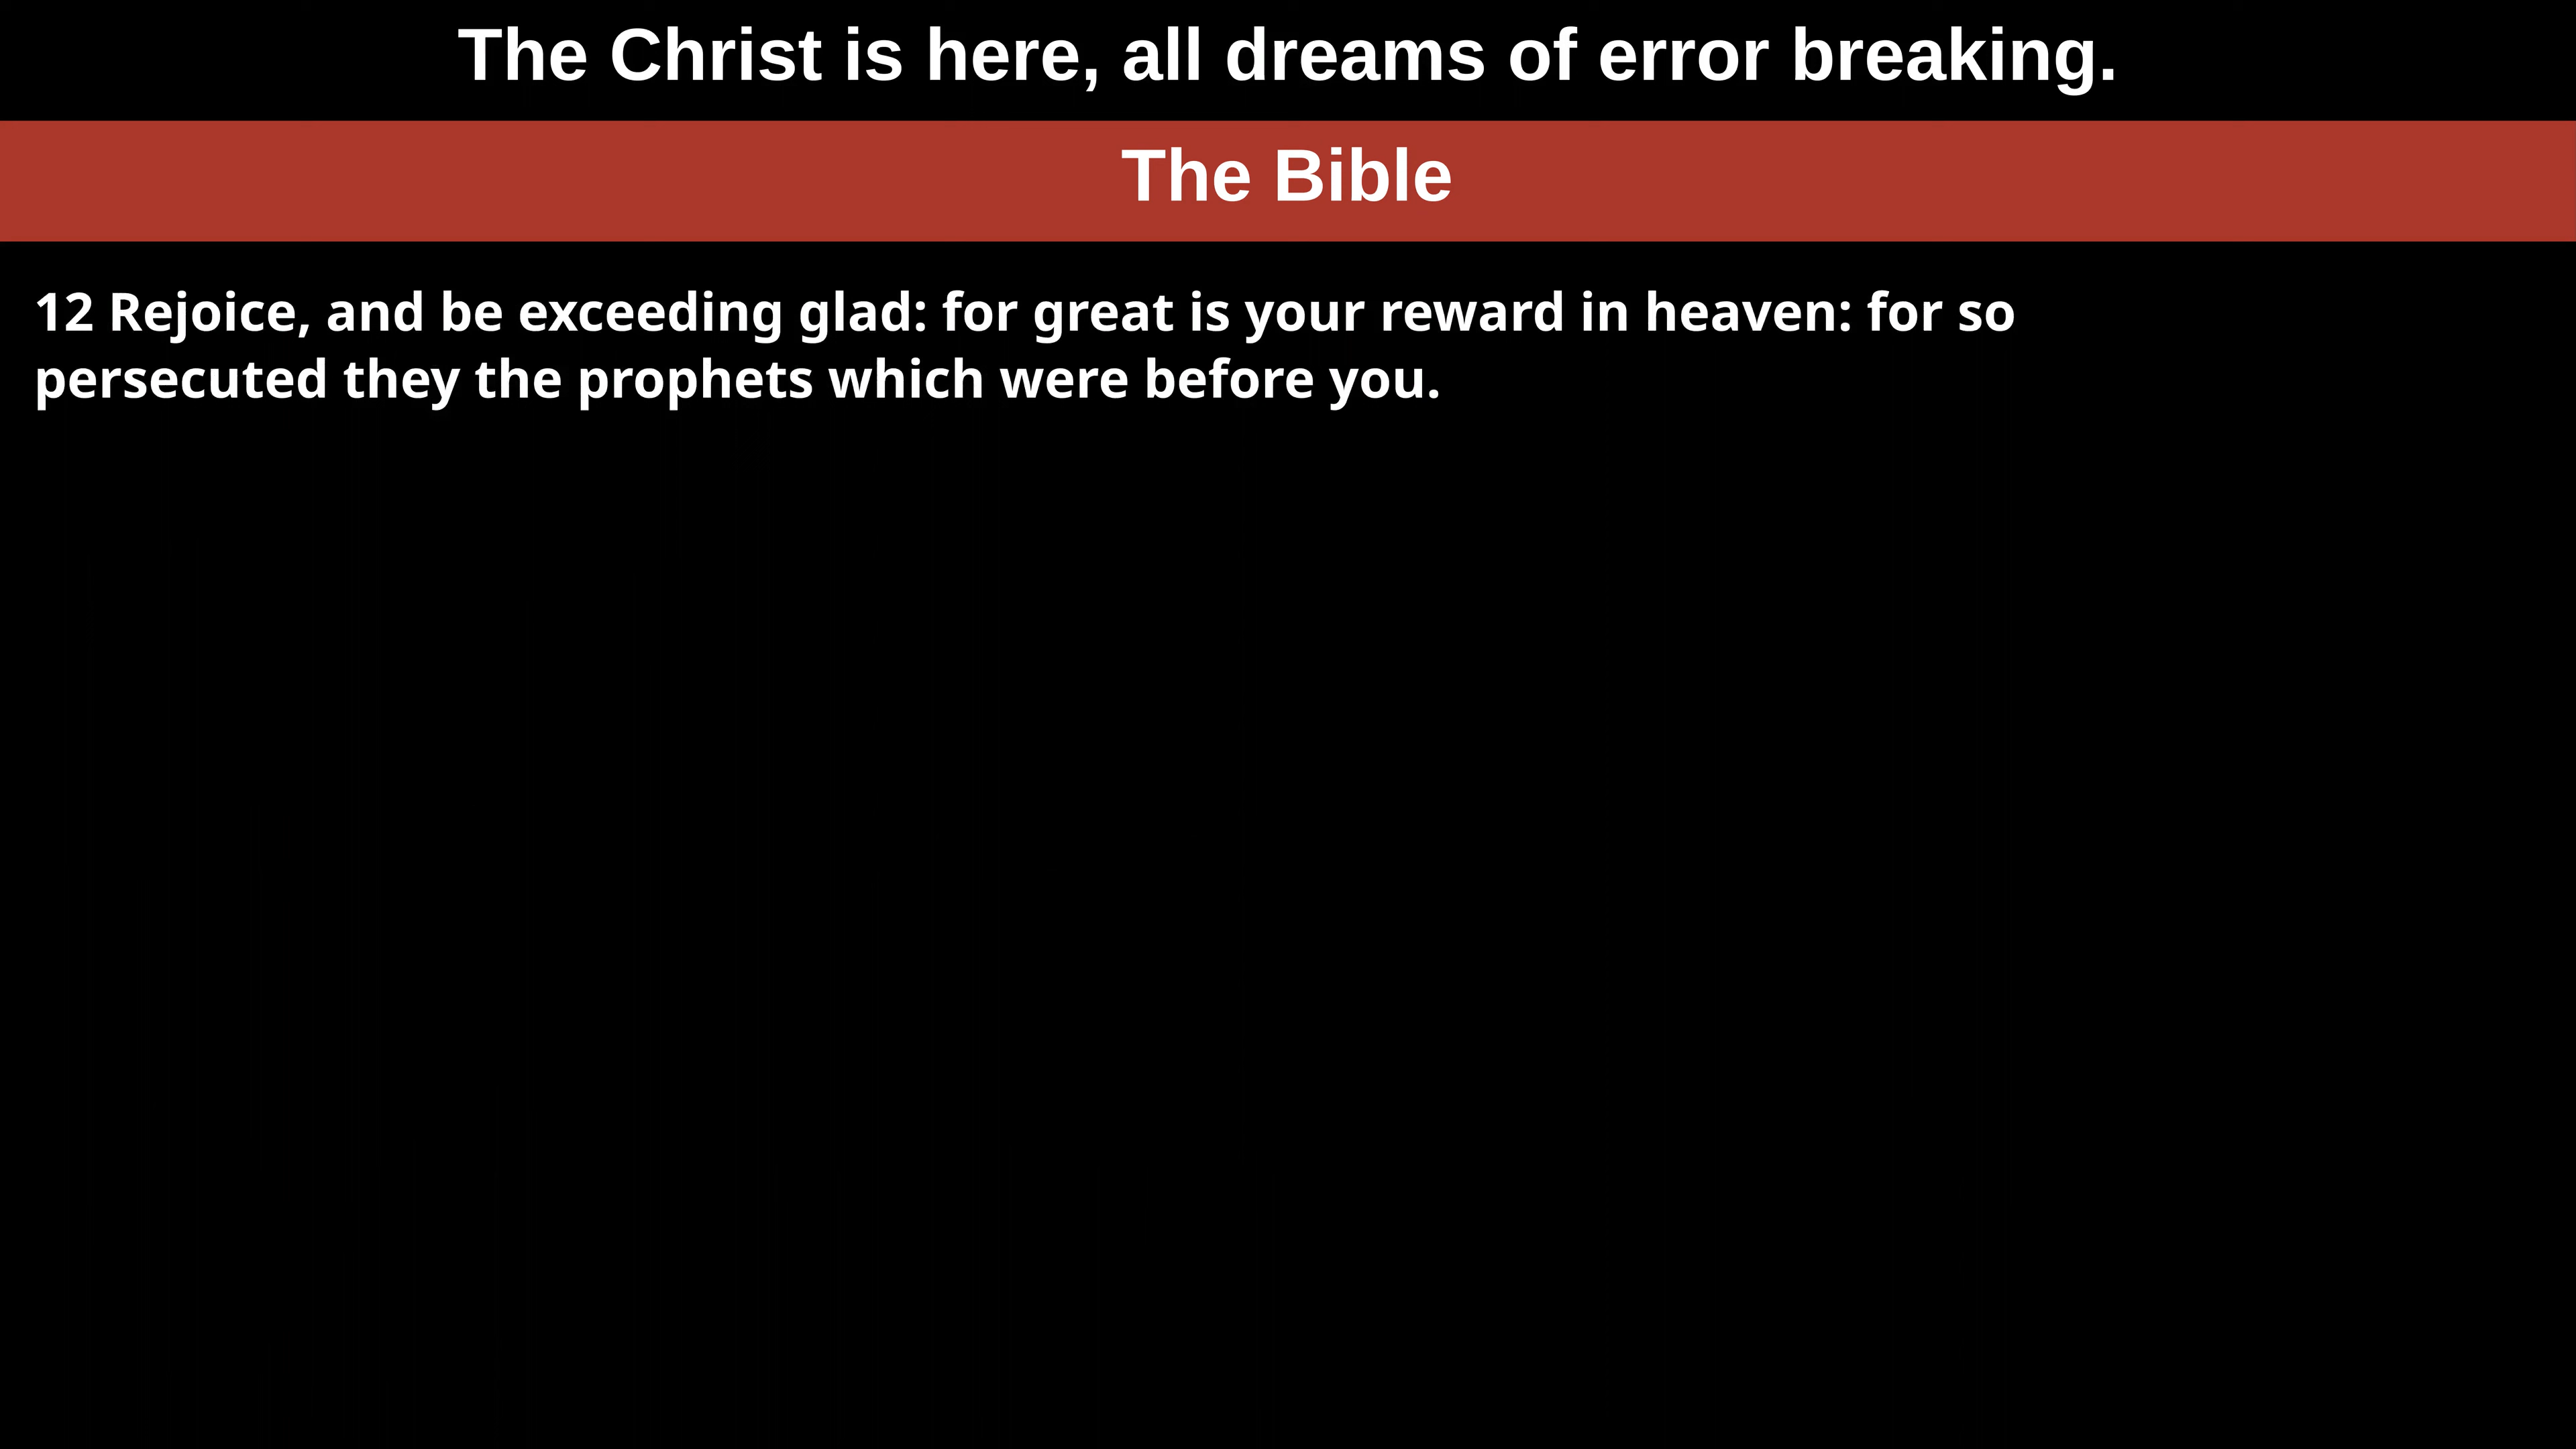 The Christ is here, all dreams of error breaking.
The Bible
12 Rejoice, and be exceeding glad: for great is your reward in heaven: for so
persecuted they the prophets which were before you.